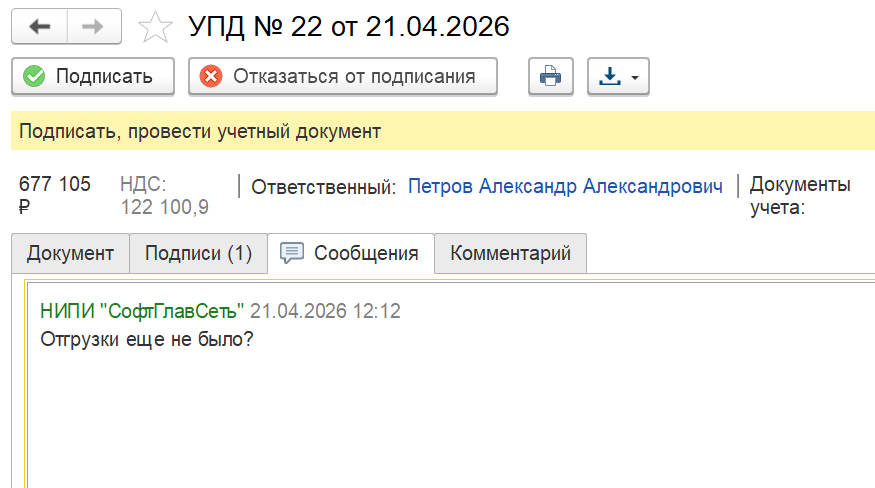 УПД № 22 от 21.04.2026
Подписать
Отказаться от подписания
Подписать, провести учетный документ
677 105
₽
НДС:
122 100,9
Ответственный: Петров Александр Александрович
Документы
учета:
Документ
Подписи (1)
Сообщения
Комментарий
НИПИ "СофтГлавСеть" 21.04.2026 12:12
Отгрузки еще не было?